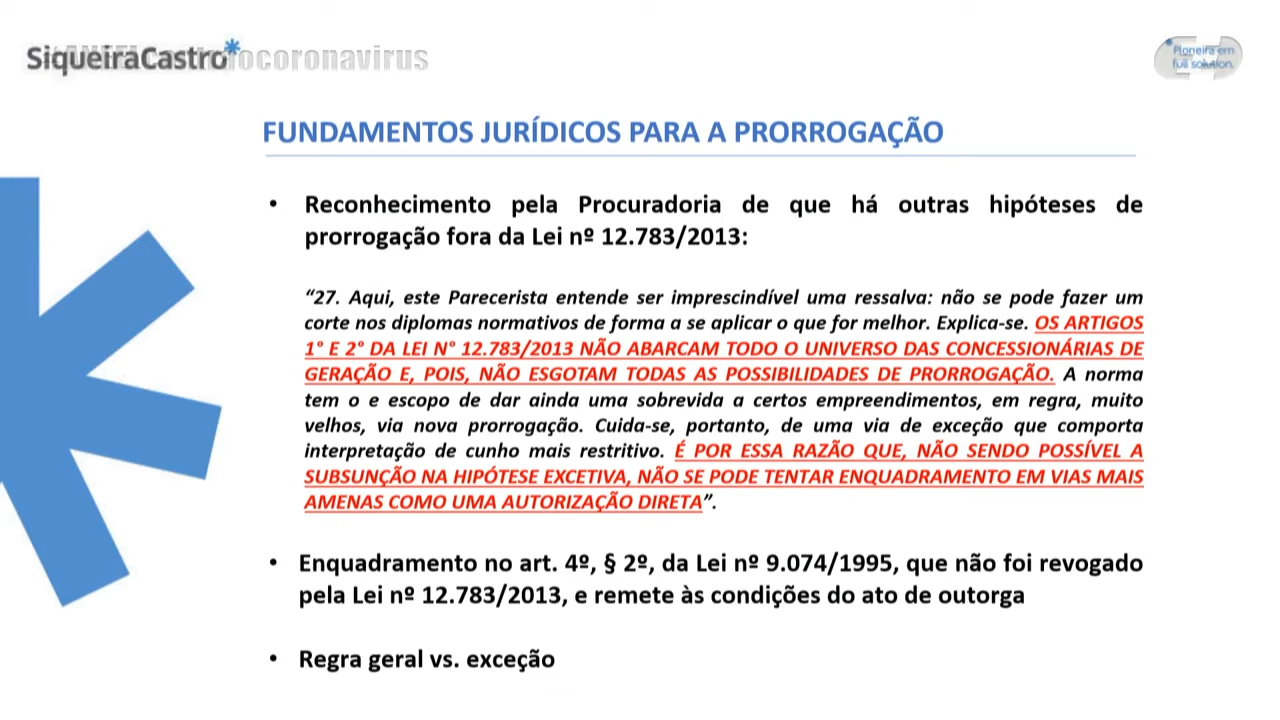 SiqueiraCastro
coronavirus
Pioneira em
full solution.
FUNDAMENTOS JURÍDICOS PARA A PRORROGAÇÃO
• Reconhecimento pela Procuradoria de que há outras hipóteses de
prorrogação fora da Lei nº 12.783/2013:
“27. Aqui, este Parecerista entende ser imprescindível uma ressalva: não se pode fazer um
corte nos diplomas normativos de forma a se aplicar o que for melhor. Explica-se. OS ARTIGOS
1° E 2° DA LEI N° 12.783/2013 NÃO ABARCAM TODO O UNIVERSO DAS CONCESSIONÁRIAS DE
GERAÇÃO E, POIS, NÃO ESGOTAM TODAS AS POSSIBILIDADES DE PRORROGAÇÃO. A norma
tem o e escopo de dar ainda uma sobrevida a certos empreendimentos, em regra, muito
velhos, via nova prorrogação. Cuida-se, portanto, de uma via de exceção que comporta
interpretação de cunho mais restritivo. É POR ESSA RAZÃO QUE, NÃO SENDO POSSÍVEL A
SUBSUNÇÃO NA HIPÓTESE EXCETIVA, NÃO SE PODE TENTAR ENQUADRAMENTO EM VIAS MAIS
AMENAS COMO UMA AUTORIZAÇÃO DIRETA”.
• Enquadramento no art. 4º, § 2º, da Lei nº 9.074/1995, que não foi revogado
pela Lei nº 12.783/2013, e remete às condições do ato de outorga
• Regra geral vs. exceção